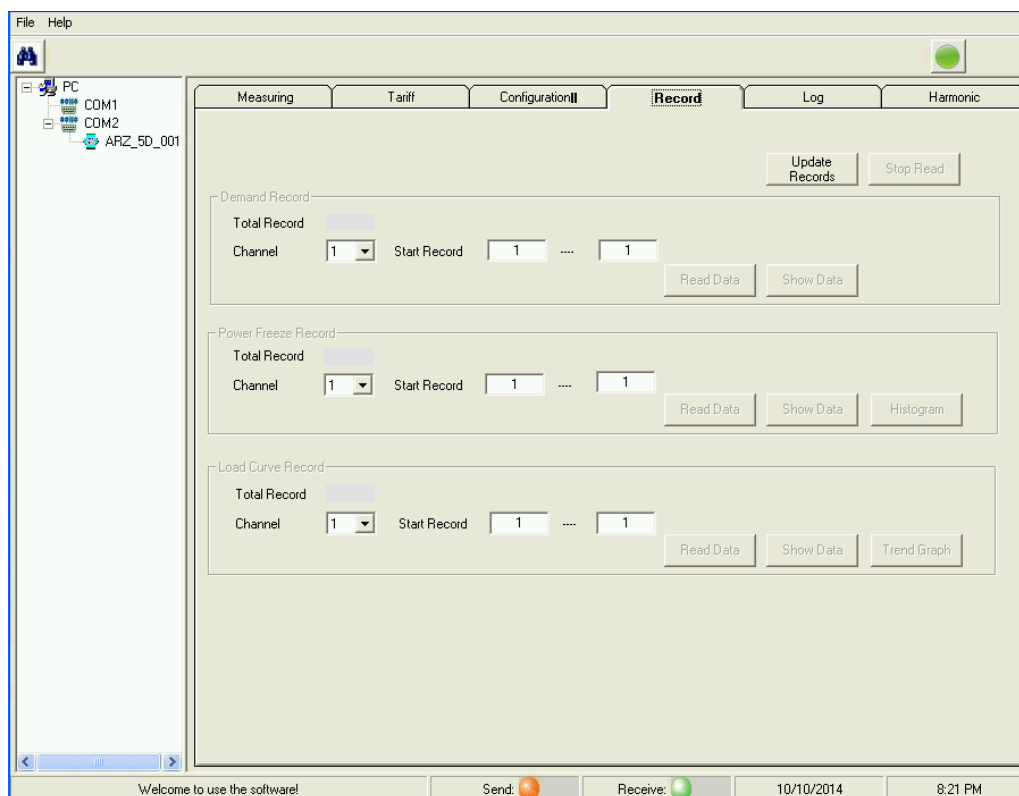 File Help
PC
COM1
COM2
ARZ_5D_001
Measuring Tariff ConfigurationII Record Log Harmonic
Update Records Stop Read
Demand Record
Total Record
Channel 1 Start Record 1 ---- 1
Read Data Show Data
Power Freeze Record
Total Record
Channel 1 Start Record 1 ---- 1
Read Data Show Data Histogram
Load Curve Record
Total Record
Channel 1 Start Record 1 ---- 1
Read Data Show Data Trend Graph
Welcome to use the software! Send: Receive: 10/10/2014 8:21 PM